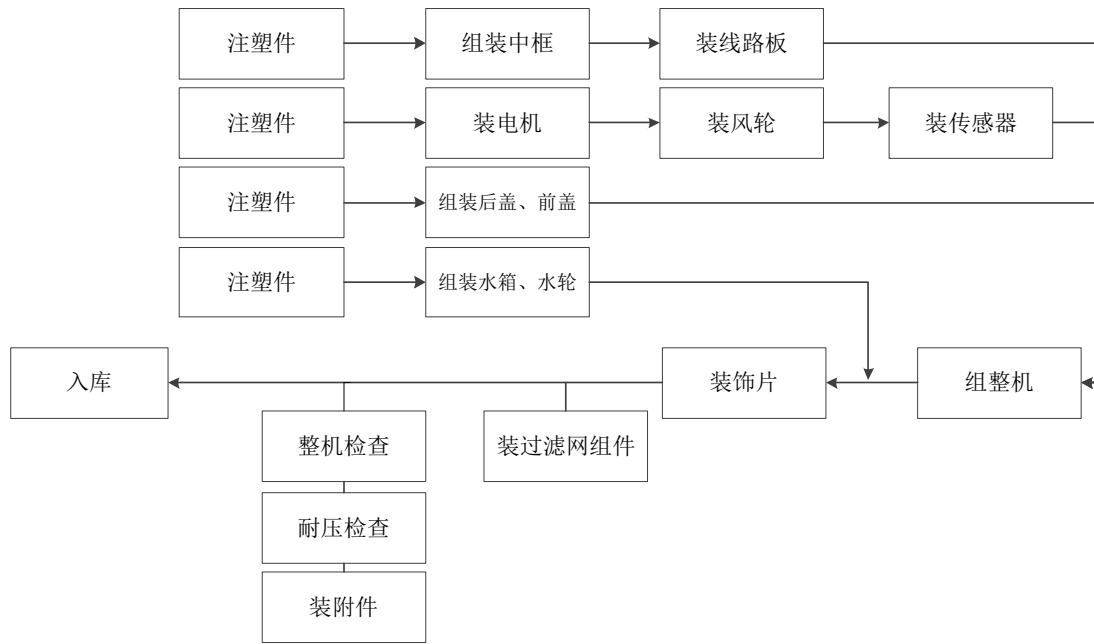 注塑件
组装中框
装线路板
注塑件
装电机
装风轮
装传感器
注塑件
组装后盖、前盖
注塑件
组装水箱、水轮
入库
装饰片
组整机
整机检查
装过滤网组件
耐压检查
装附件